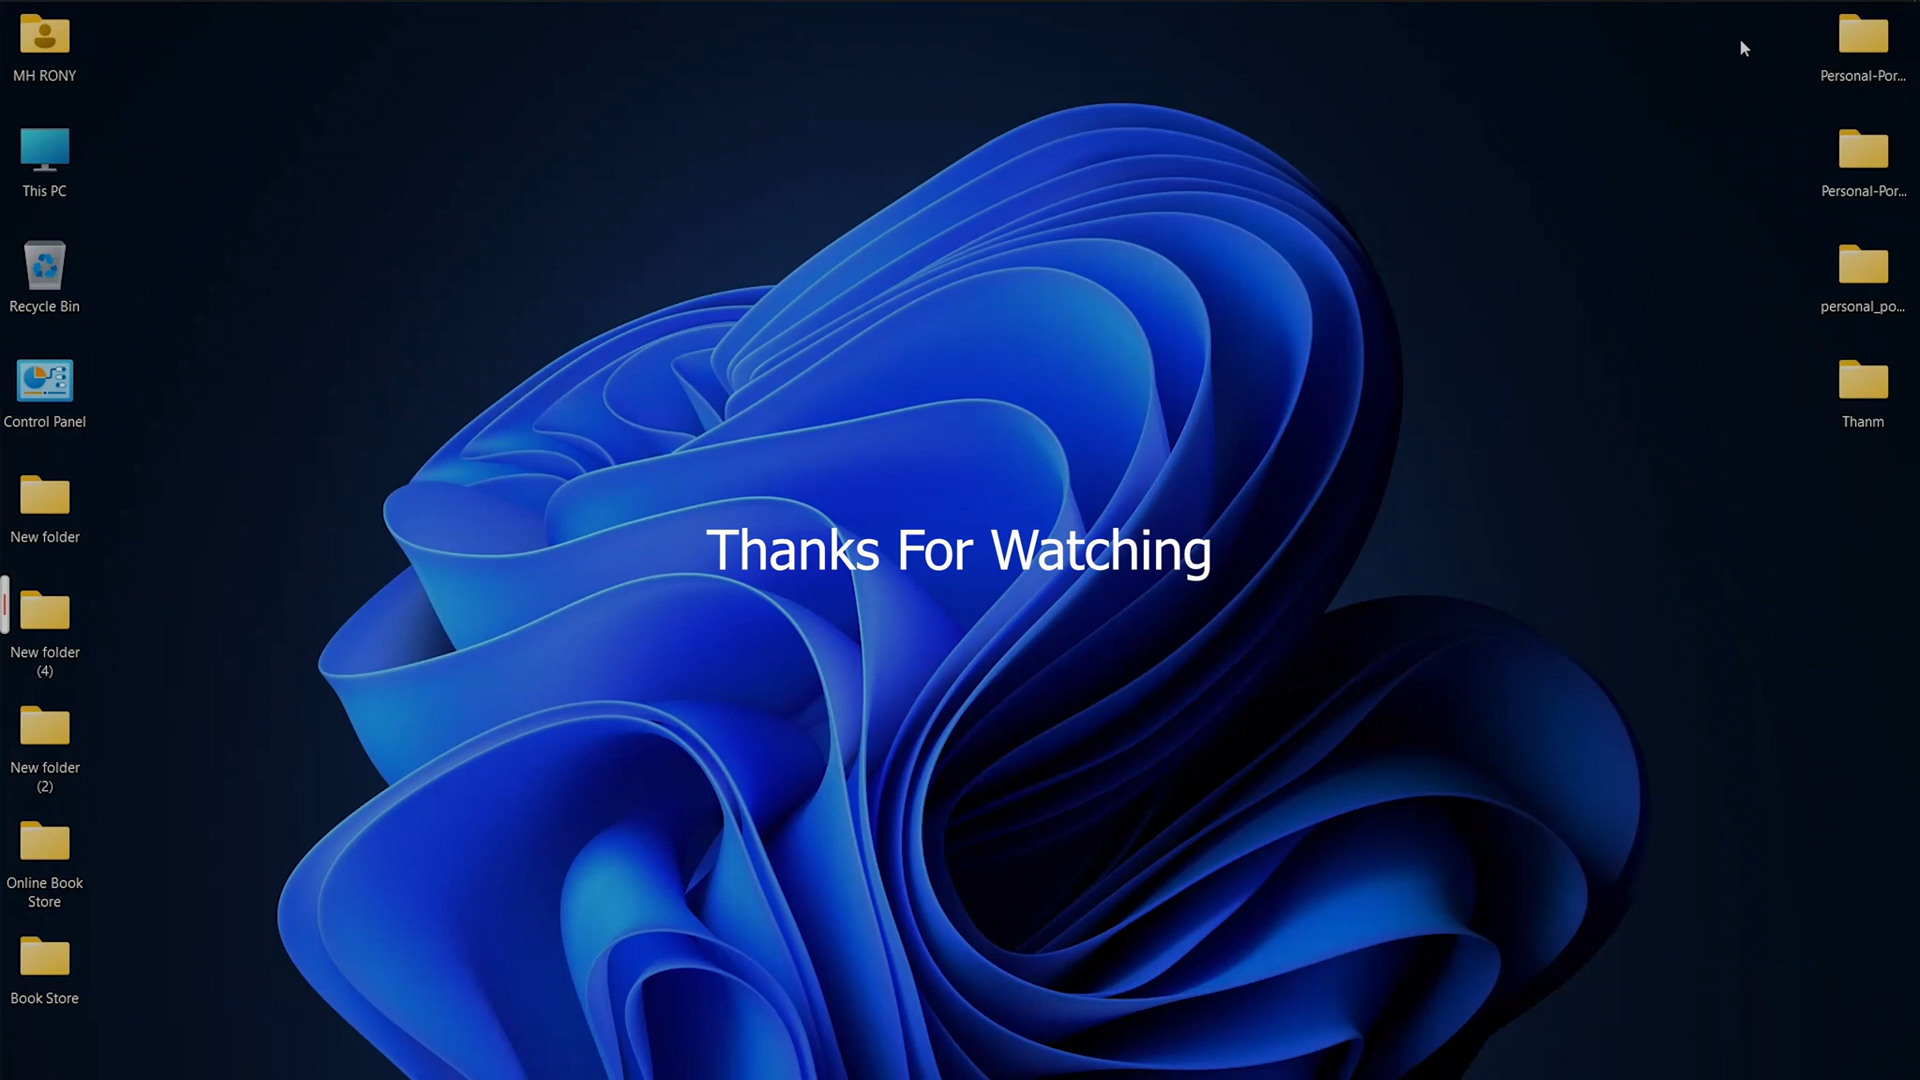 MH RONY
This PC
Recycle Bin
Control Panel
New folder
New folder
(4)
New folder
(2)
Online Book
Store
Book Store
Thanks For Watching
Personal-Por...
Personal-Por...
personal_po...
Thanm